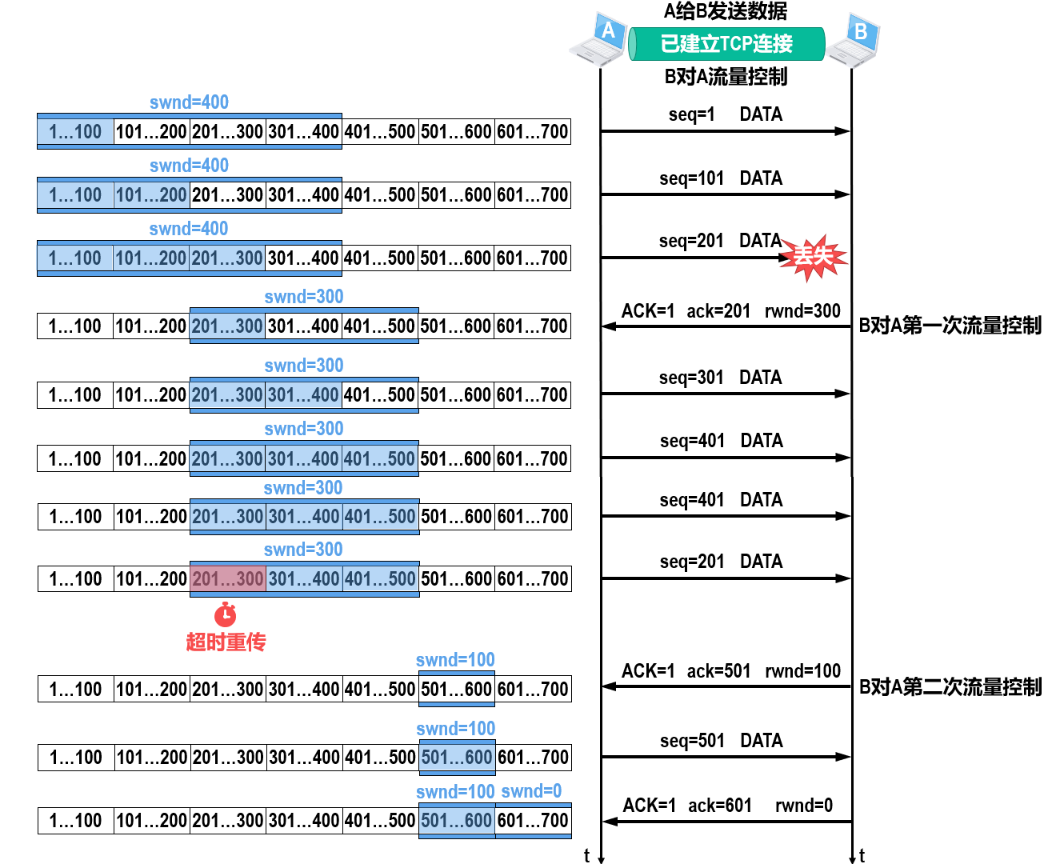 A给B发送数据
A
已建立TCP连接
B
B对A流量控制
swnd=400
1...100 101...200 201...300 301...400 401...500 501...600 601...700
seq=1 DATA
swnd=400
1...100 101...200 201...300 301...400 401...500 501...600 601...700
seq=101 DATA
swnd=400
1...100 101...200 201...300 301...400 401...500 501...600 601...700
seq=201 DATA
丢失
swnd=300
1...100 101...200 201...300 301...400 401...500 501...600 601...700
ACK=1 ack=201 rwnd=300
B对A第一次流量控制
swnd=300
1...100 101...200 201...300 301...400 401...500 501...600 601...700
seq=301 DATA
swnd=300
1...100 101...200 201...300 301...400 401...500 501...600 601...700
seq=401 DATA
swnd=300
1...100 101...200 201...300 301...400 401...500 501...600 601...700
seq=401 DATA
swnd=300
1...100 101...200 201...300 301...400 401...500 501...600 601...700
seq=201 DATA
超时重传
swnd=100
1...100 101...200 201...300 301...400 401...500 501...600 601...700
ACK=1 ack=501 rwnd=100
B对A第二次流量控制
swnd=100
1...100 101...200 201...300 301...400 401...500 501...600 601...700
seq=501 DATA
swnd=100 swnd=0
1...100 101...200 201...300 301...400 401...500 501...600 601...700
ACK=1 ack=601 rwnd=0
t
t